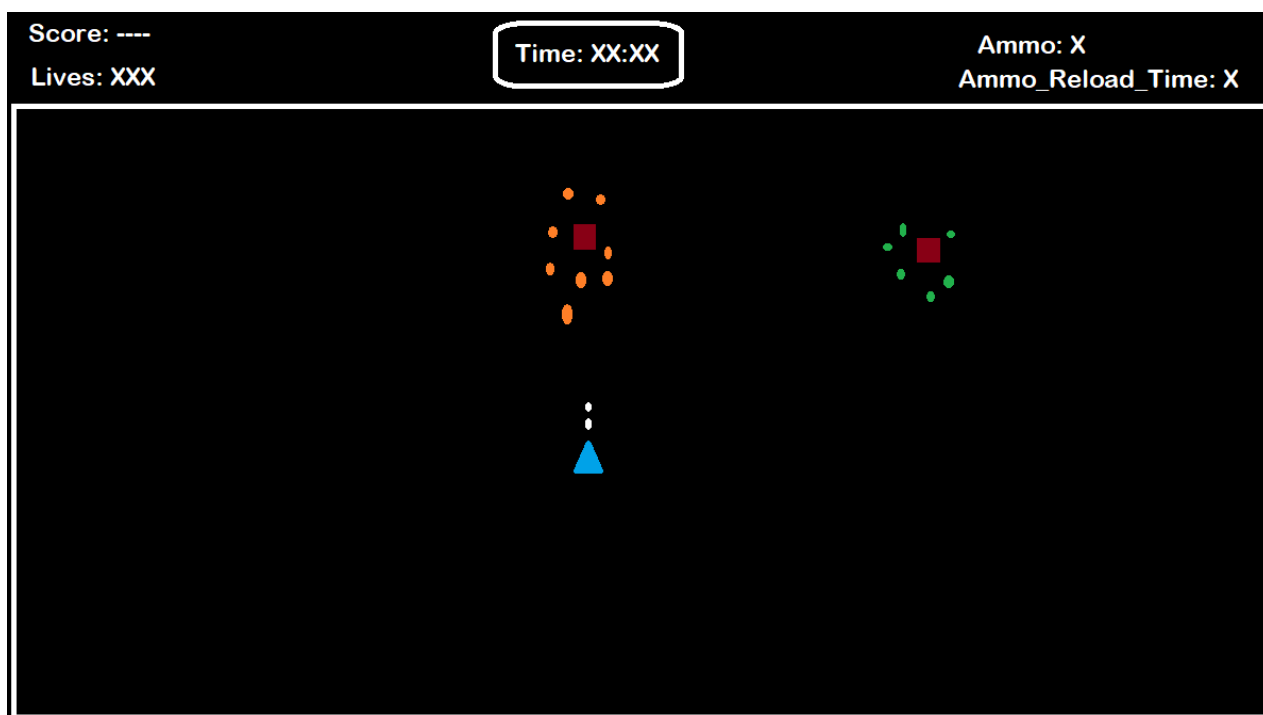 Score: ----
Lives: XXX
Time: XX:XX
Ammo: X
Ammo_Reload_Time: X